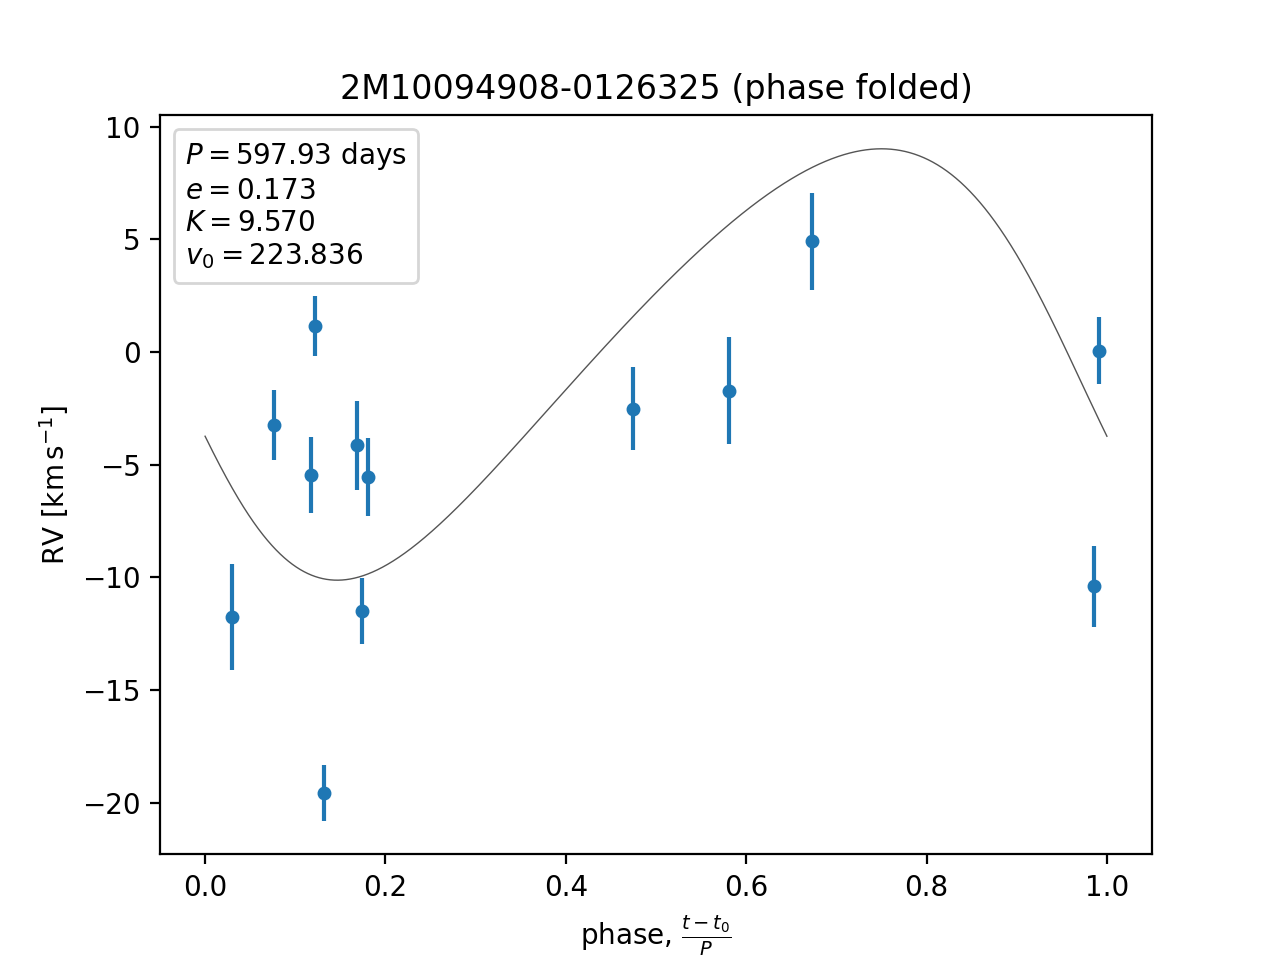 2M10094908-0126325 (phase folded)
P = 597.93 days
e = 0.173
K = 9.570
v₀ = 223.836
10
5
0
−5
−10
−15
−20
RV [km s⁻¹]
0.0 0.2 0.4 0.6 0.8 1.0
phase, (t − t₀)/P